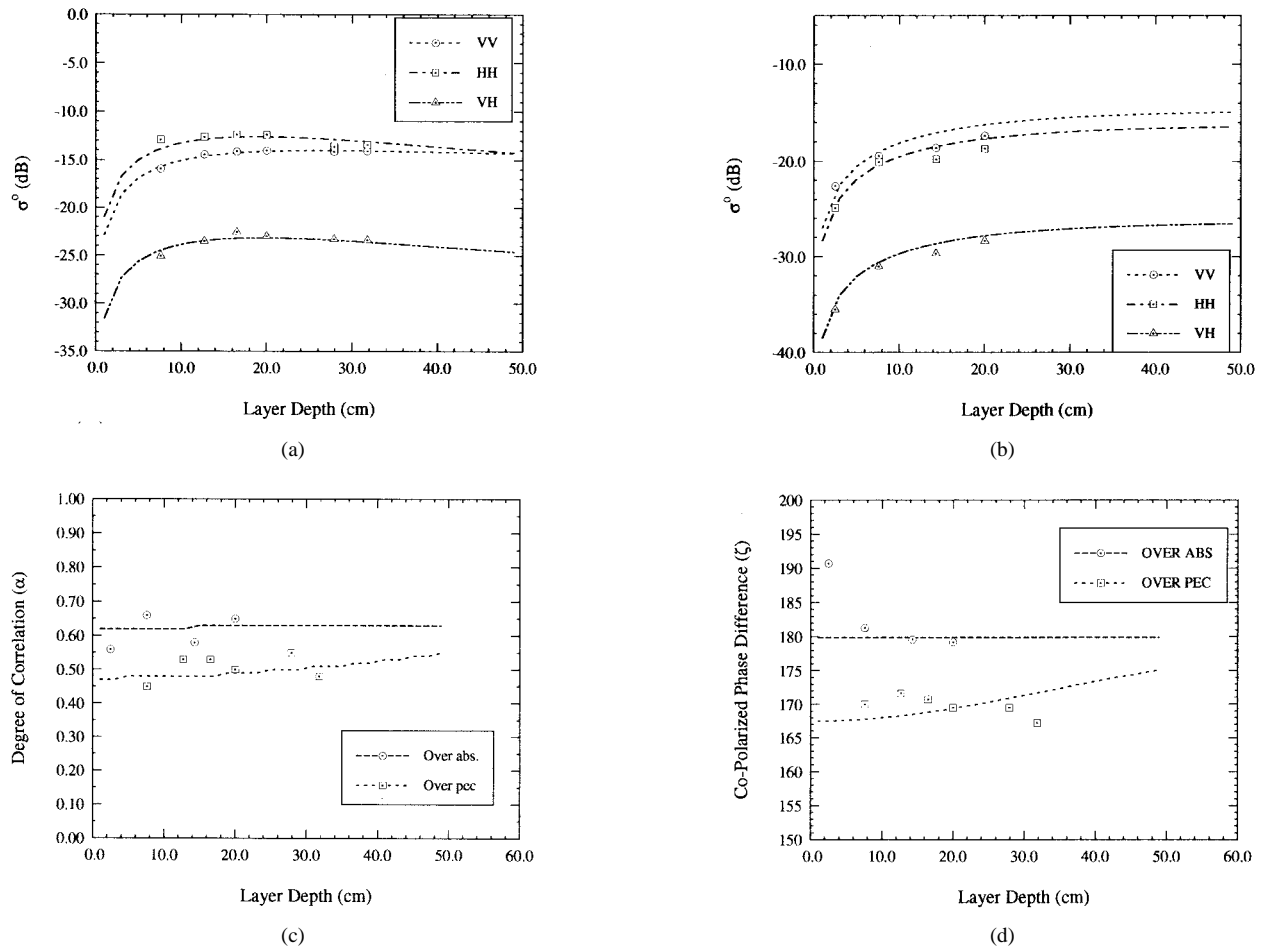 0.0
-5.0
-10.0
-15.0
-20.0
-25.0
-30.0
-35.0
σ° (dB)
VV
HH
VH
0.0 10.0 20.0 30.0 40.0 50.0
Layer Depth (cm)
(a)
-10.0
-20.0
-30.0
-40.0
σ° (dB)
VV
HH
VH
0.0 10.0 20.0 30.0 40.0 50.0
Layer Depth (cm)
(b)
1.00
0.90
0.80
0.70
0.60
0.50
0.40
0.30
0.20
0.10
0.00
Degree of Correlation (α)
Over abs.
Over pec
0.0 10.0 20.0 30.0 40.0 50.0 60.0
Layer Depth (cm)
(c)
200
195
190
185
180
175
170
165
160
155
150
Co-Polarized Phase Difference (ζ)
OVER ABS
OVER PEC
0.0 10.0 20.0 30.0 40.0 50.0 60.0
Layer Depth (cm)
(d)